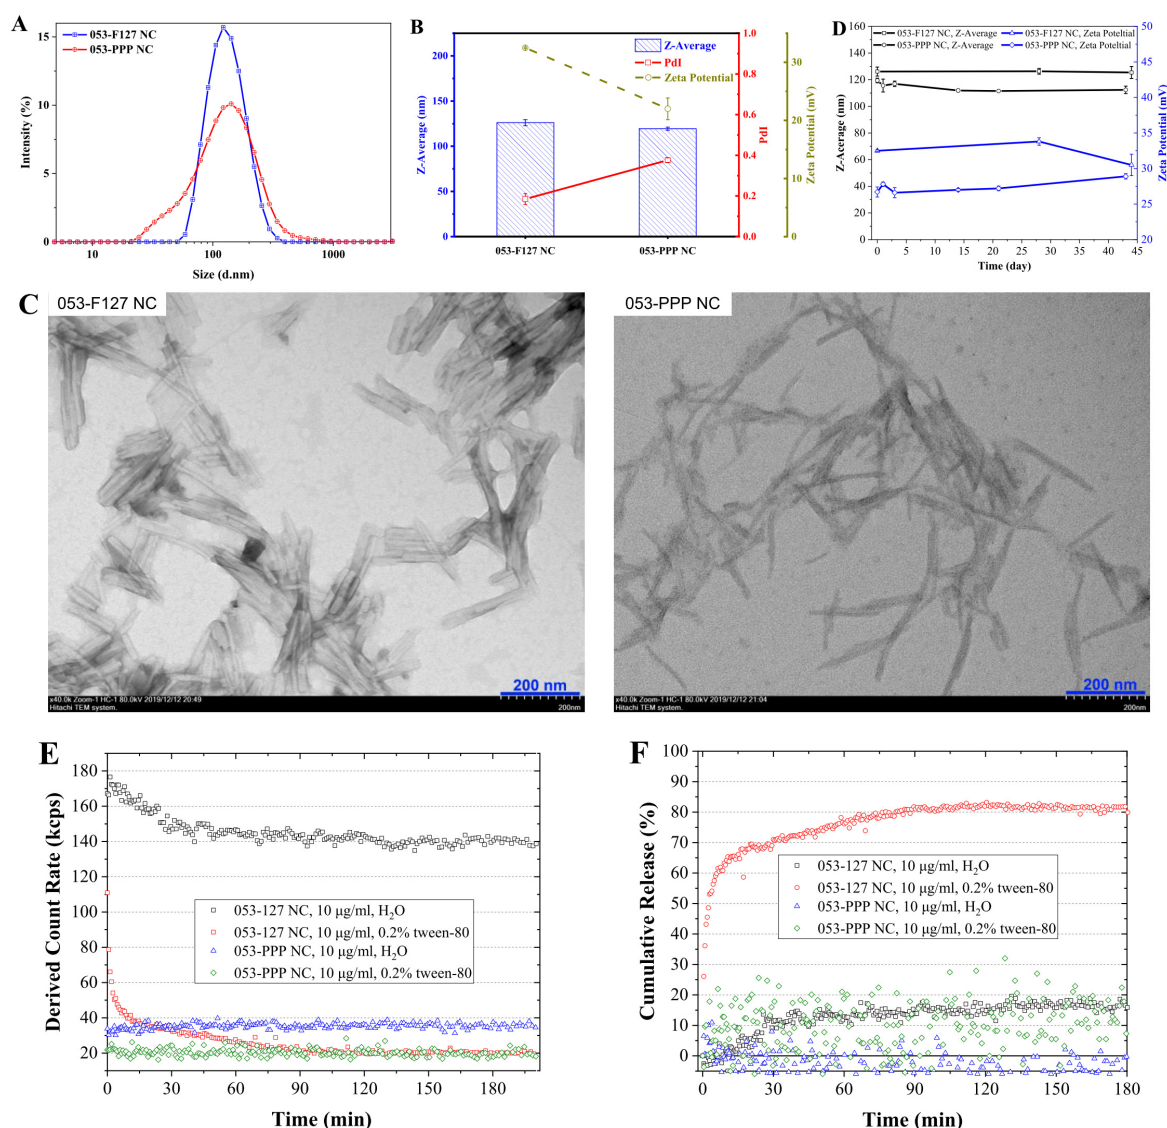 A
053-F127 NC
053-PPP NC
15
10
5
0
Intensity (%)
10
100
1000
Size (d.nm)
B
Z-Average
PdI
Zeta Potential
225
200
175
150
125
100
75
50
25
0
Z-Average (nm)
1.0
0.8
0.6
0.4
0.2
0.0
PdI
30
20
10
0
Zeta Potential (mV)
053-F127 NC
053-PPP NC
D
053-F127 NC, Z-Average
053-PPP NC, Z-Average
053-F127 NC, Zeta Poteltial
053-PPP NC, Zeta Poteltial
160
140
120
100
80
60
40
20
0
Z-Acerage (nm)
50
45
40
35
30
25
20
Zeta Potential (mV)
0 5 10 15 20 25 30 35 40 45
Time (day)
C
053-F127 NC
200 nm
x40.0k Zoom-1 HC-1 80.0kV 2019/12/12 20:49
Hitachi TEM system.
200nm
053-PPP NC
200 nm
x40.0k Zoom-1 HC-1 80.0kV 2019/12/12 21:04
Hitachi TEM system.
200nm
E
180
160
140
120
100
80
60
40
20
Derived Count Rate (kcps)
053-127 NC, 10 μg/ml, H₂O
053-127 NC, 10 μg/ml, 0.2% tween-80
053-PPP NC, 10 μg/ml, H₂O
053-PPP NC, 10 μg/ml, 0.2% tween-80
0 30 60 90 120 150 180
Time (min)
F
100
90
80
70
60
50
40
30
20
10
0
Cumulative Release (%)
053-127 NC, 10 μg/ml, H₂O
053-127 NC, 10 μg/ml, 0.2% tween-80
053-PPP NC, 10 μg/ml, H₂O
053-PPP NC, 10 μg/ml, 0.2% tween-80
0 30 60 90 120 150 180
Time (min)